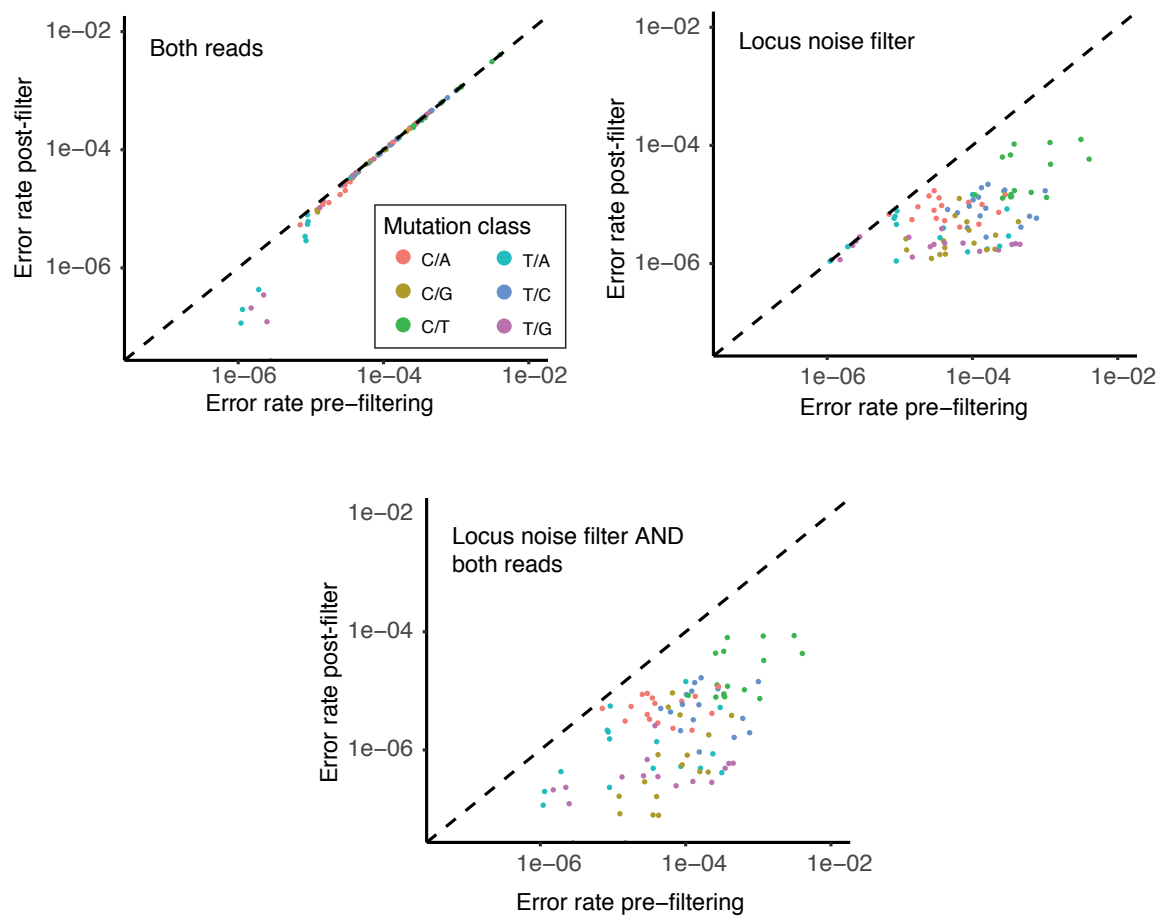 Both reads
Error rate post−filter
1e−02
1e−04
1e−06
1e−06
1e−04
1e−02
Error rate pre−filtering
Mutation class
C/A
T/A
C/G
T/C
C/T
T/G
Locus noise filter
Error rate post−filter
1e−02
1e−04
1e−06
1e−06
1e−04
1e−02
Error rate pre−filtering
Locus noise filter AND
both reads
Error rate post−filter
1e−02
1e−04
1e−06
1e−06
1e−04
1e−02
Error rate pre−filtering